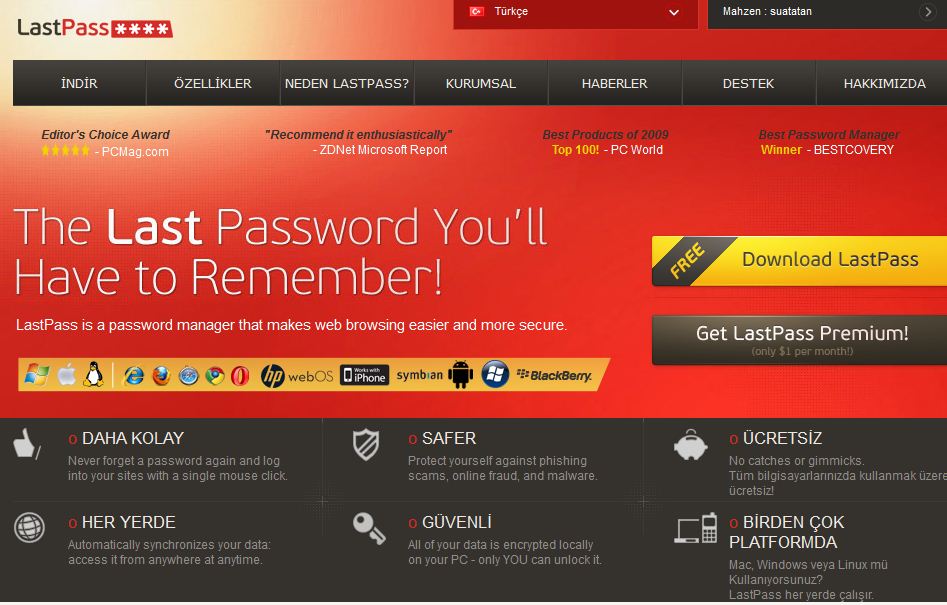 LastPass ****
Türkçe
Mahzen : suatatan
İNDİR
ÖZELLİKLER
NEDEN LASTPASS?
KURUMSAL
HABERLER
DESTEK
HAKKIMIZDA
Editor's Choice Award
- PCMag.com
"Recommend it enthusiastically"
- ZDNet Microsoft Report
Best Products of 2009
Top 100! - PC World
Best Password Manager
Winner - BESTCOVERY
The Last Password You'll
Have to Remember!
LastPass is a password manager that makes web browsing easier and more secure.
FREE
Download LastPass
Get LastPass Premium!
(only $1 per month!)
hp webOS
Works with
iPhone
symbian
BlackBerry.
o DAHA KOLAY
Never forget a password again and log
into your sites with a single mouse click.
o SAFER
Protect yourself against phishing
scams, online fraud, and malware.
o ÜCRETSİZ
No catches or gimmicks.
Tüm bilgisayarlarınızda kullanmak üzere
ücretsiz!
o HER YERDE
Automatically synchronizes your data:
access it from anywhere at anytime.
o GÜVENLİ
All of your data is encrypted locally
on your PC - only YOU can unlock it.
o BİRDEN ÇOK
PLATFORMDA
Mac, Windows veya Linux mü
Kullanıyorsunuz?
LastPass her yerde çalışır.